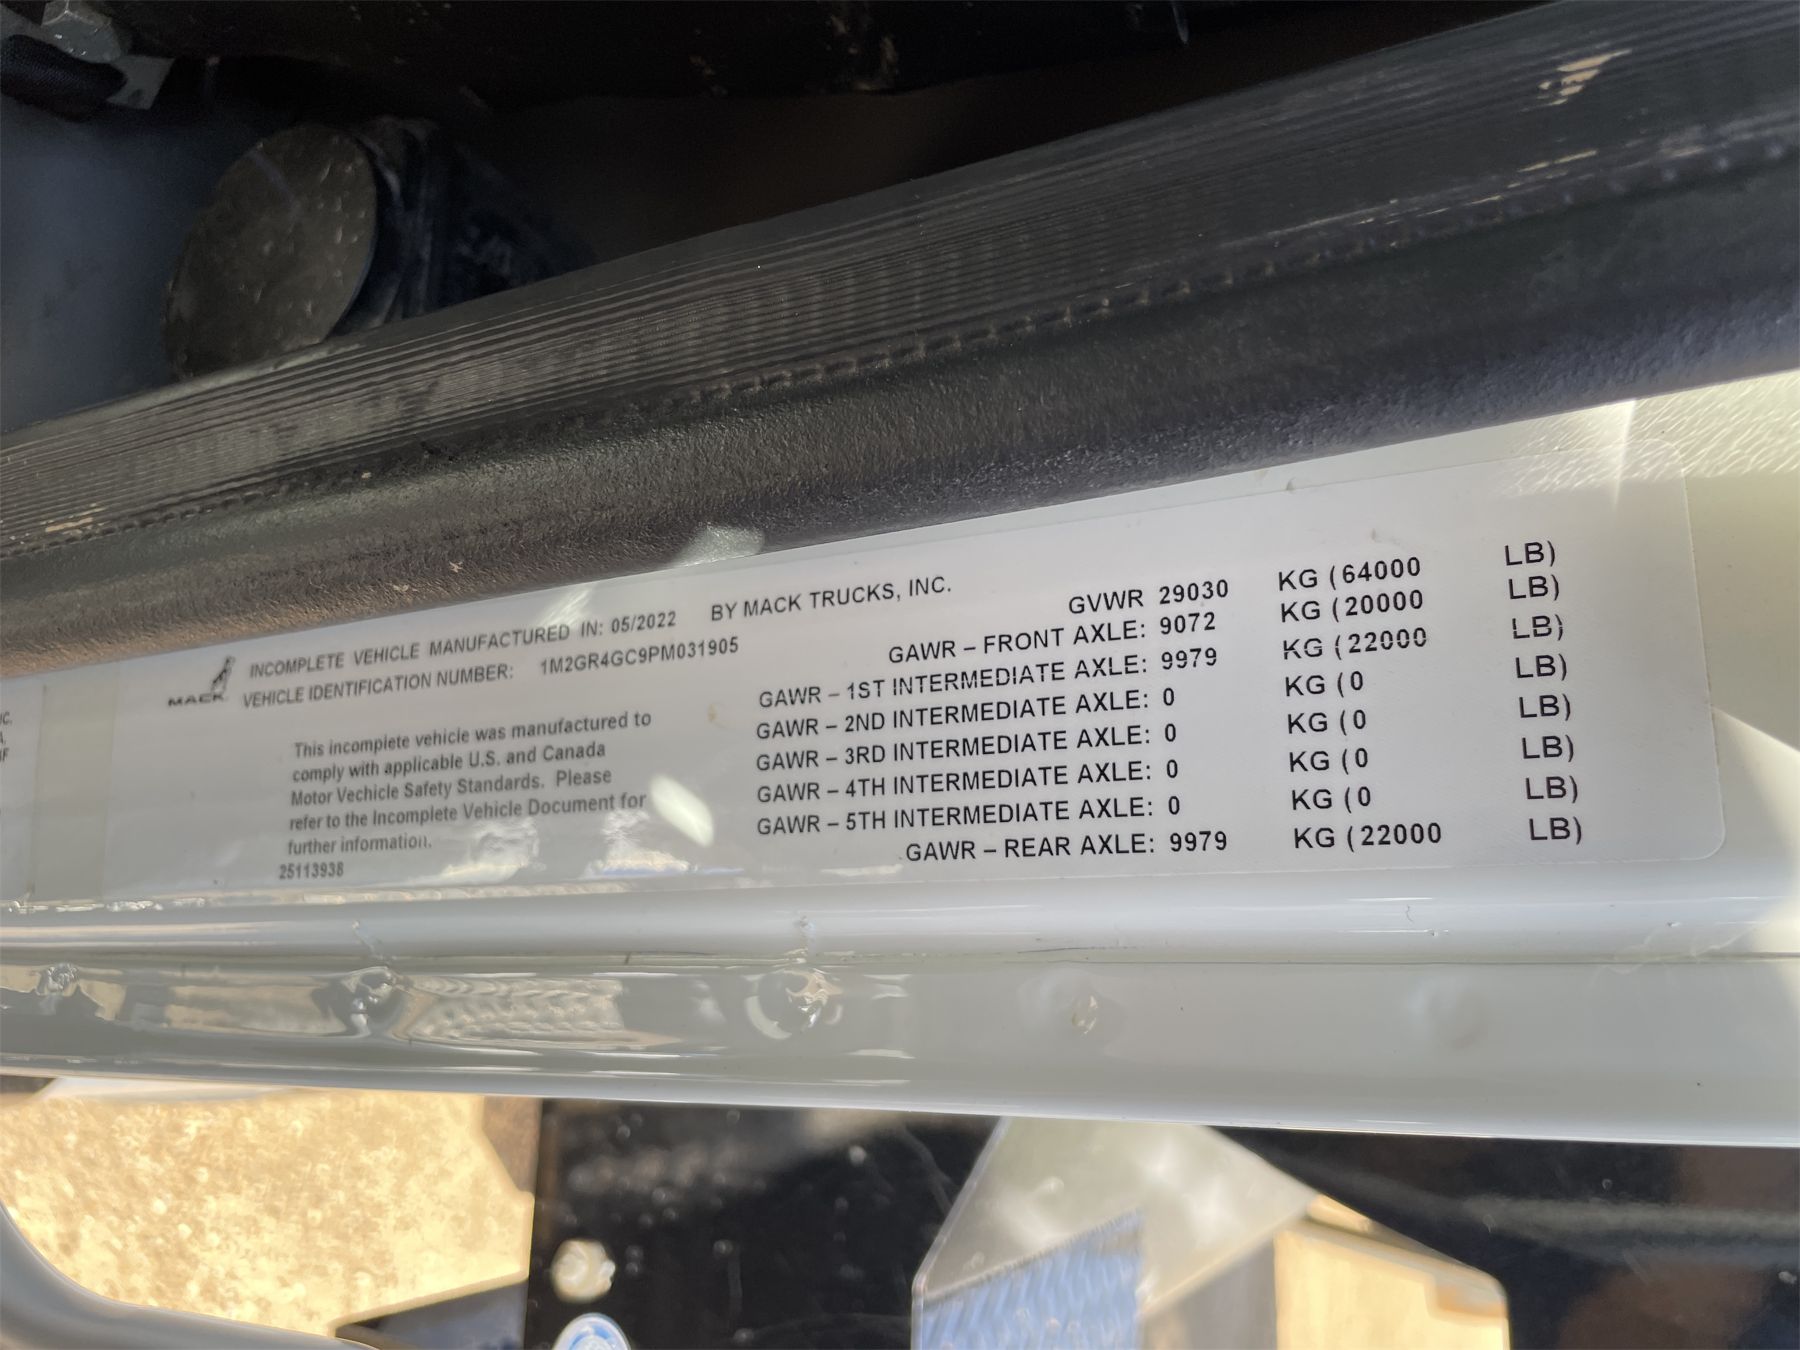 INCOMPLETE VEHICLE MANUFACTURED IN: 05/2022 BY MACK TRUCKS, INC.
MACK VEHICLE IDENTIFICATION NUMBER: 1M2GR4GC9PM031905
This incomplete vehicle was manufactured to
comply with applicable U.S. and Canada
Motor Vechicle Safety Standards. Please
refer to the Incomplete Vehicle Document for
further information.
25113938
GVWR 29030 KG (64000 LB)
GAWR – FRONT AXLE: 9072 KG (20000 LB)
GAWR – 1ST INTERMEDIATE AXLE: 9979 KG (22000 LB)
GAWR – 2ND INTERMEDIATE AXLE: 0 KG (0 LB)
GAWR – 3RD INTERMEDIATE AXLE: 0 KG (0 LB)
GAWR – 4TH INTERMEDIATE AXLE: 0 KG (0 LB)
GAWR – 5TH INTERMEDIATE AXLE: 0 KG (0 LB)
GAWR – REAR AXLE: 9979 KG (22000 LB)